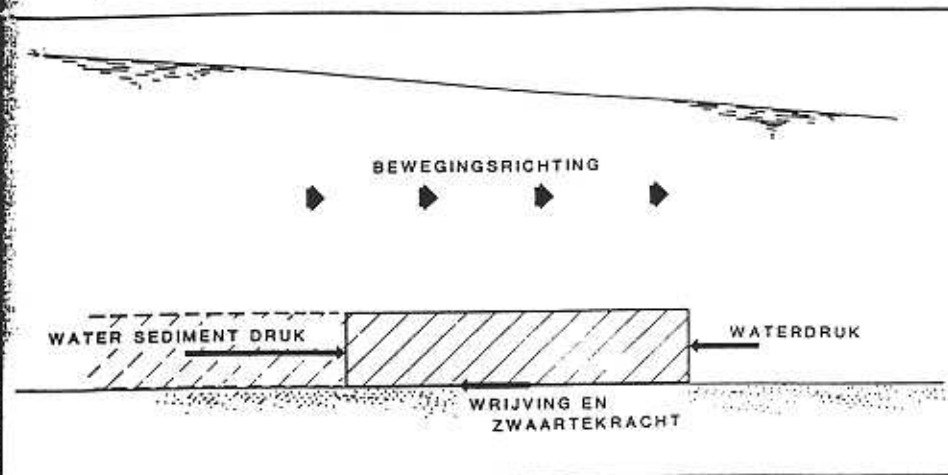 BEWEGINGSRICHTING
WATER SEDIMENT DRUK
WATERDRUK
WRIJVING EN
ZWAARTEKRACHT